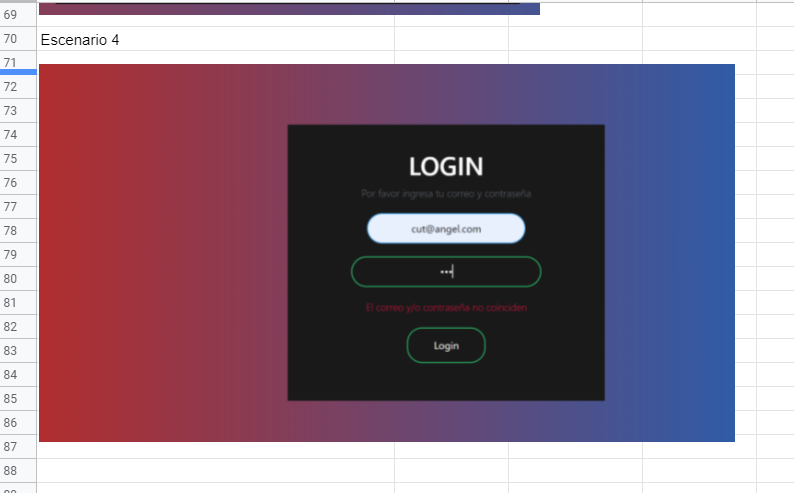 69
70 Escenario 4
71
72
73
74
75 LOGIN
76 Por favor ingresa tu correo y contraseña
77
78 cut@angel.com
79
80 •••
81 El correo y/o contraseña no coinciden
82
83 Login
84
85
86
87
88